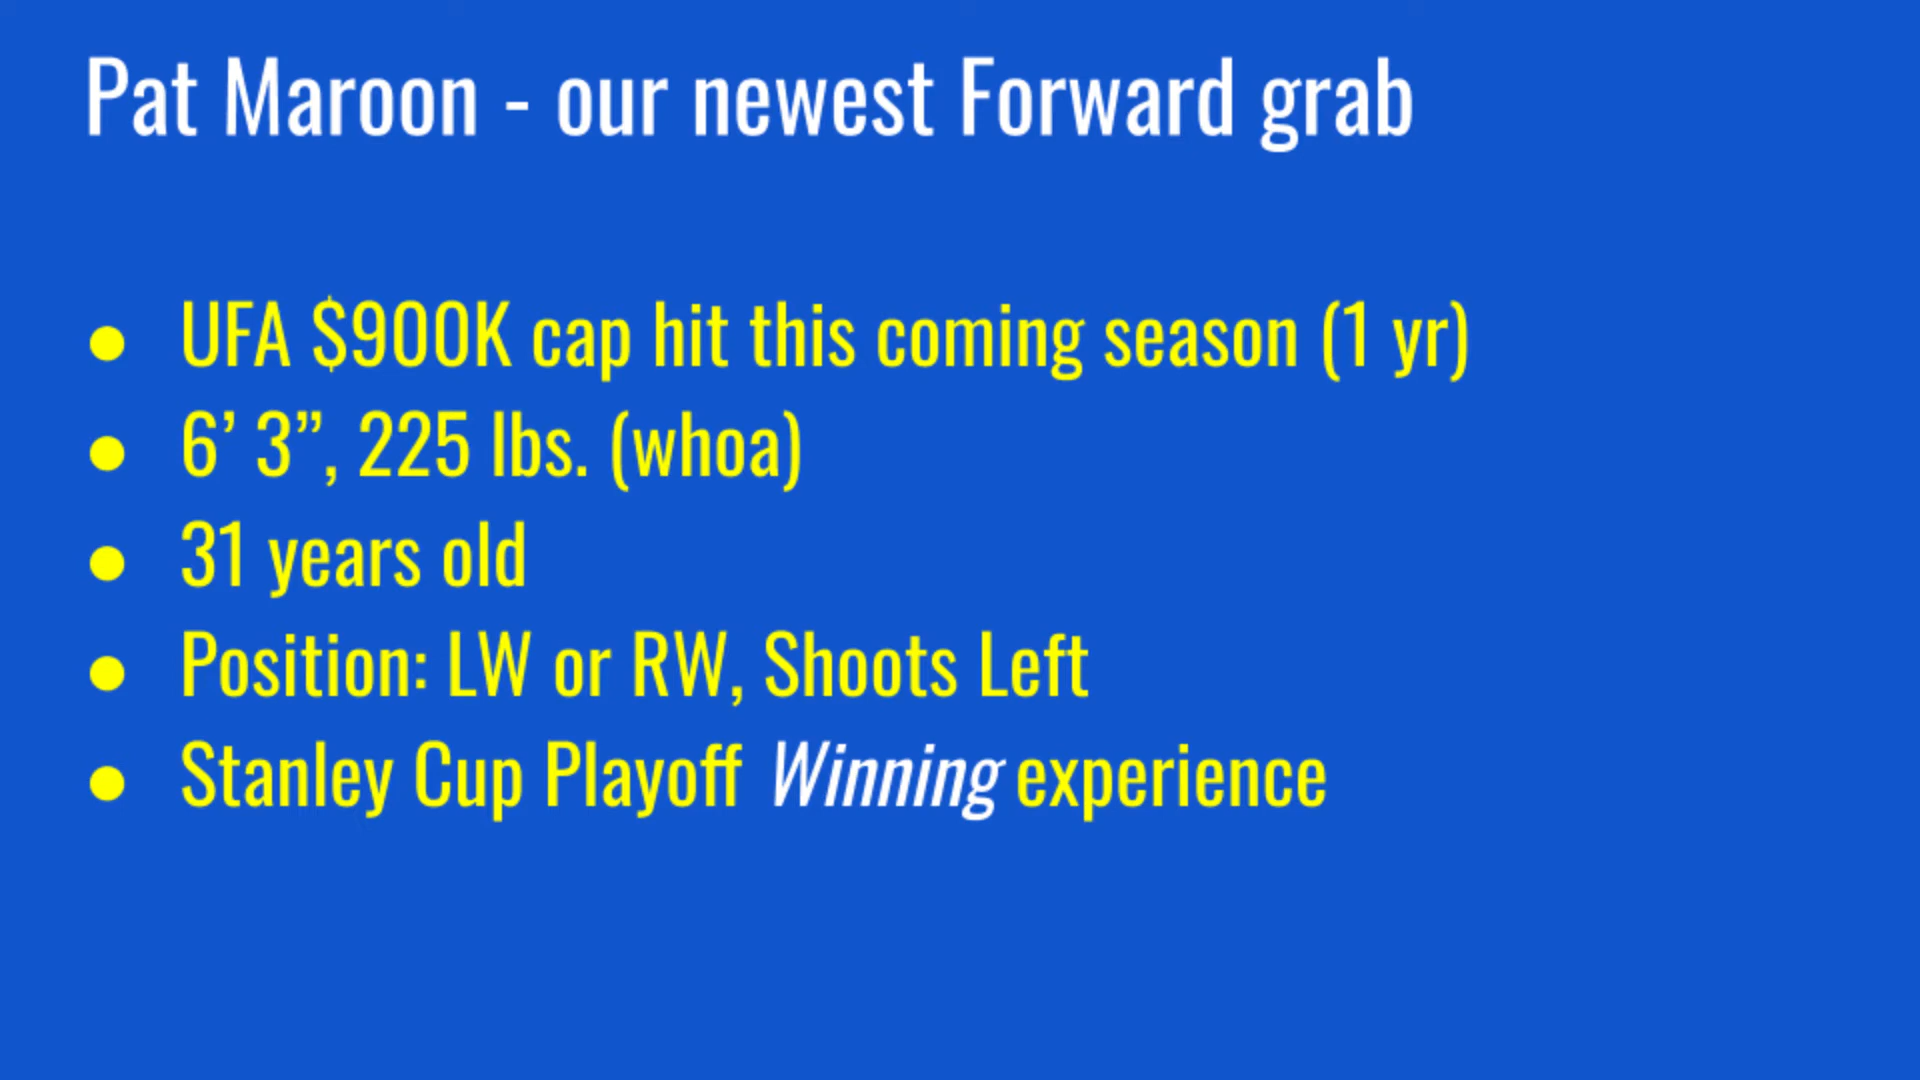 Pat Maroon - our newest Forward grab
● UFA $900K cap hit this coming season (1 yr)
● 6’ 3”, 225 lbs. (whoa)
● 31 years old
● Position: LW or RW, Shoots Left
● Stanley Cup Playoff Winning experience